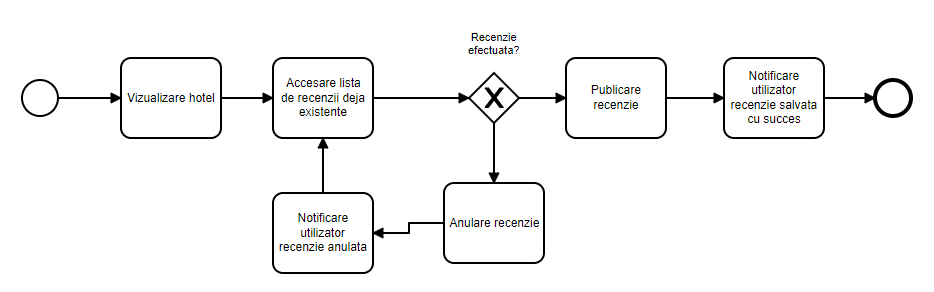 Recenzie
efectuata?
Vizualizare hotel
Accesare lista
de recenzii deja
existente
Publicare
recenzie
Notificare
utilizator
recenzie salvata
cu succes
Notificare
utilizator
recenzie anulata
Anulare recenzie